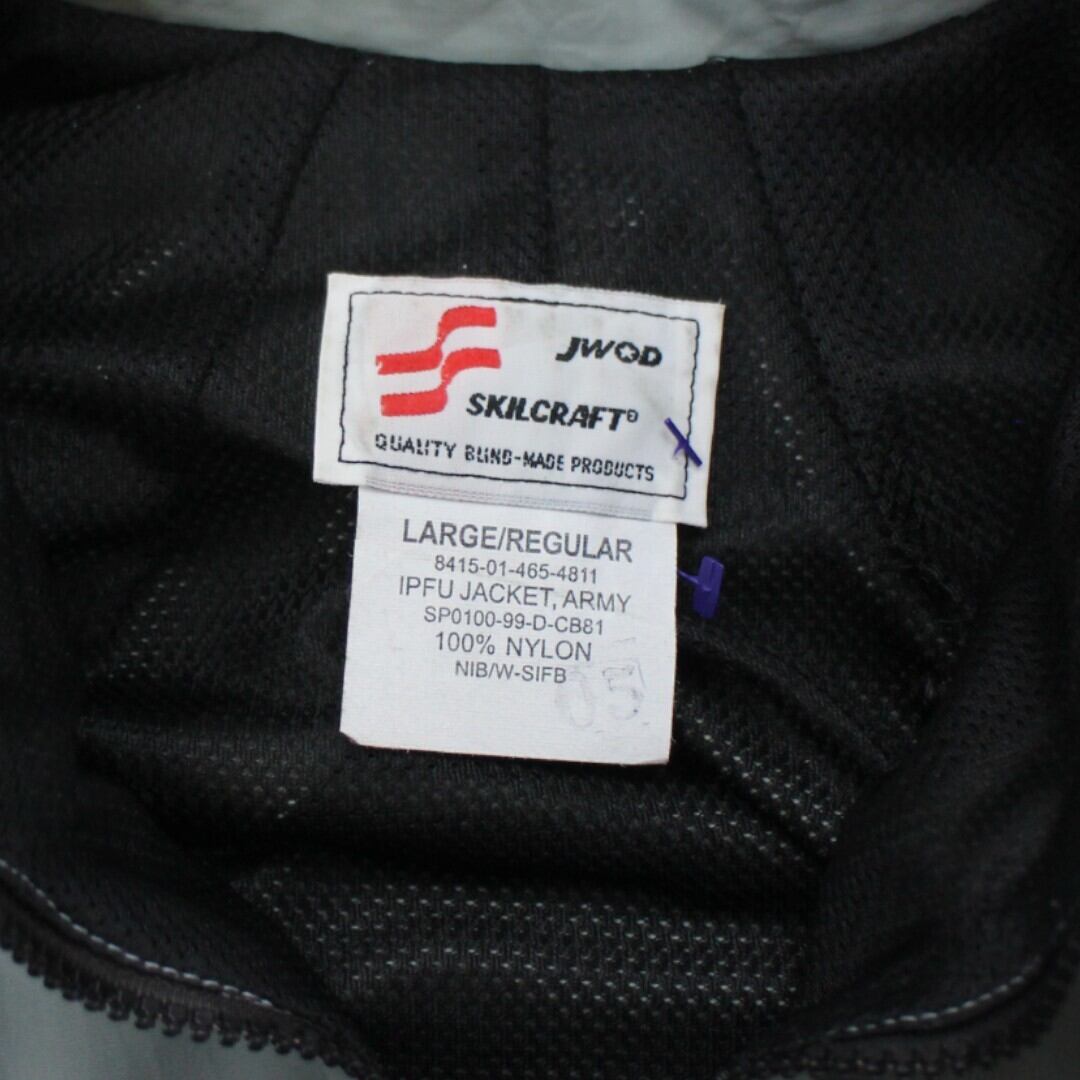 JWOD
SKILCRAFT®
QUALITY BLIND-MADE PRODUCTS
LARGE/REGULAR
8415-01-465-4811
IPFU JACKET, ARMY
SP0100-99-D-CB81
100% NYLON
NIB/W-SIFB
05